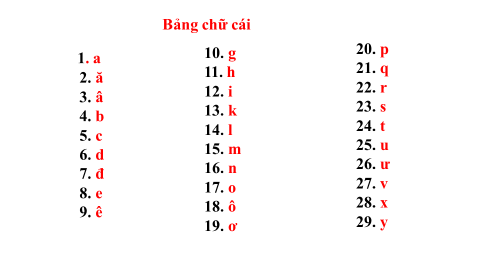 Bảng chữ cái
1. a
2. ă
3. â
4. b
5. c
6. d
7. đ
8. e
9. ê
10. g
11. h
12. i
13. k
14. l
15. m
16. n
17. o
18. ô
19. ơ
20. p
21. q
22. r
23. s
24. t
25. u
26. ư
27. v
28. x
29. y